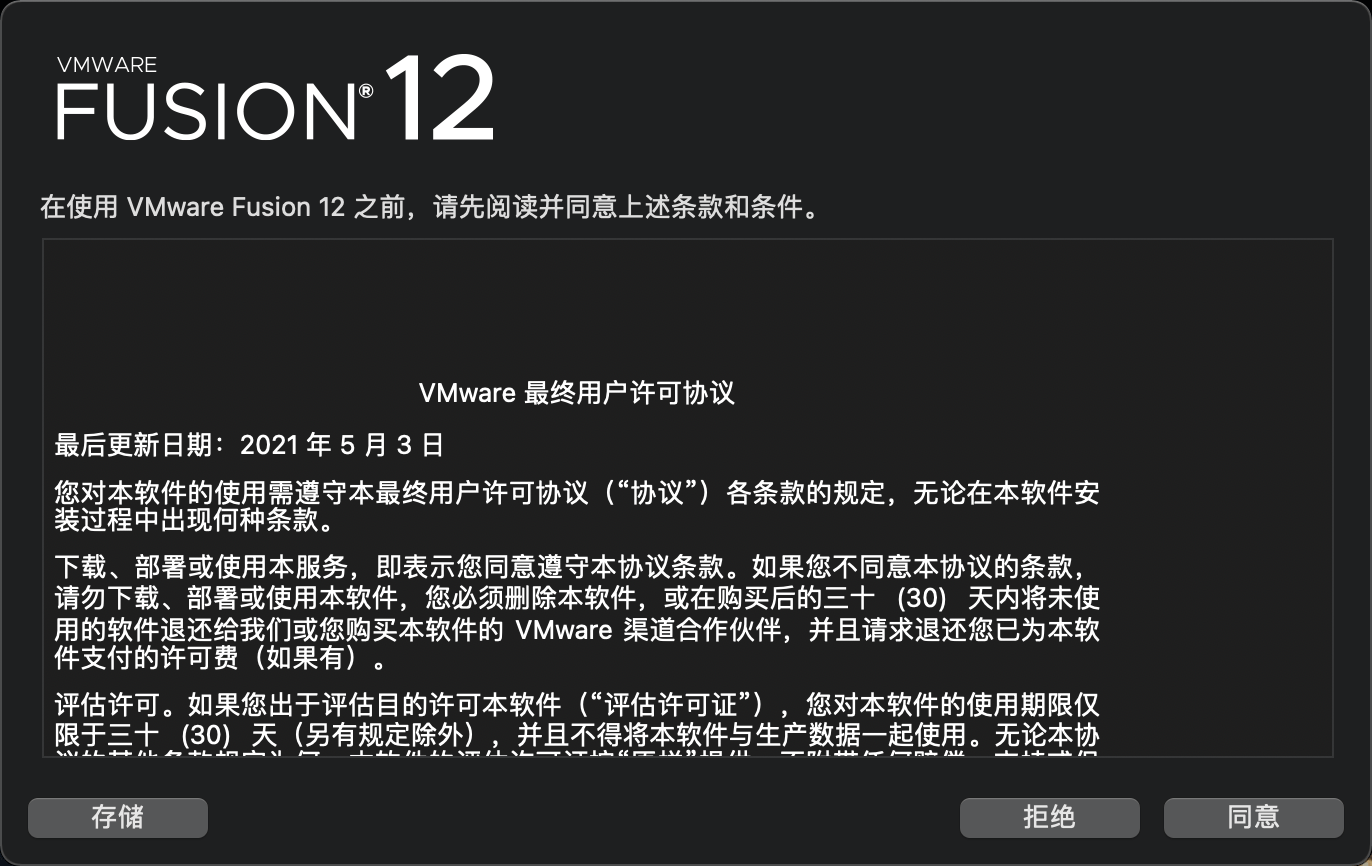 VMWARE
FUSION® 12
在使用 VMware Fusion 12 之前，请先阅读并同意上述条款和条件。
VMware 最终用户许可协议
最后更新日期：2021 年 5 月 3 日
您对本软件的使用需遵守本最终用户许可协议（“协议”）各条款的规定，无论在本软件安
装过程中出现何种条款。
下载、部署或使用本服务，即表示您同意遵守本协议条款。如果您不同意本协议的条款，
请勿下载、部署或使用本软件，您必须删除本软件，或在购买后的三十 (30) 天内将未使
用的软件退还给我们或您购买本软件的 VMware 渠道合作伙伴，并且请求退还您已为本软
件支付的许可费（如果有）。
评估许可。如果您出于评估目的许可本软件（“评估许可证”），您对本软件的使用期限仅
限于三十 (30) 天（另有规定除外），并且不得将本软件与生产数据一起使用。无论本协
存储
拒绝
同意